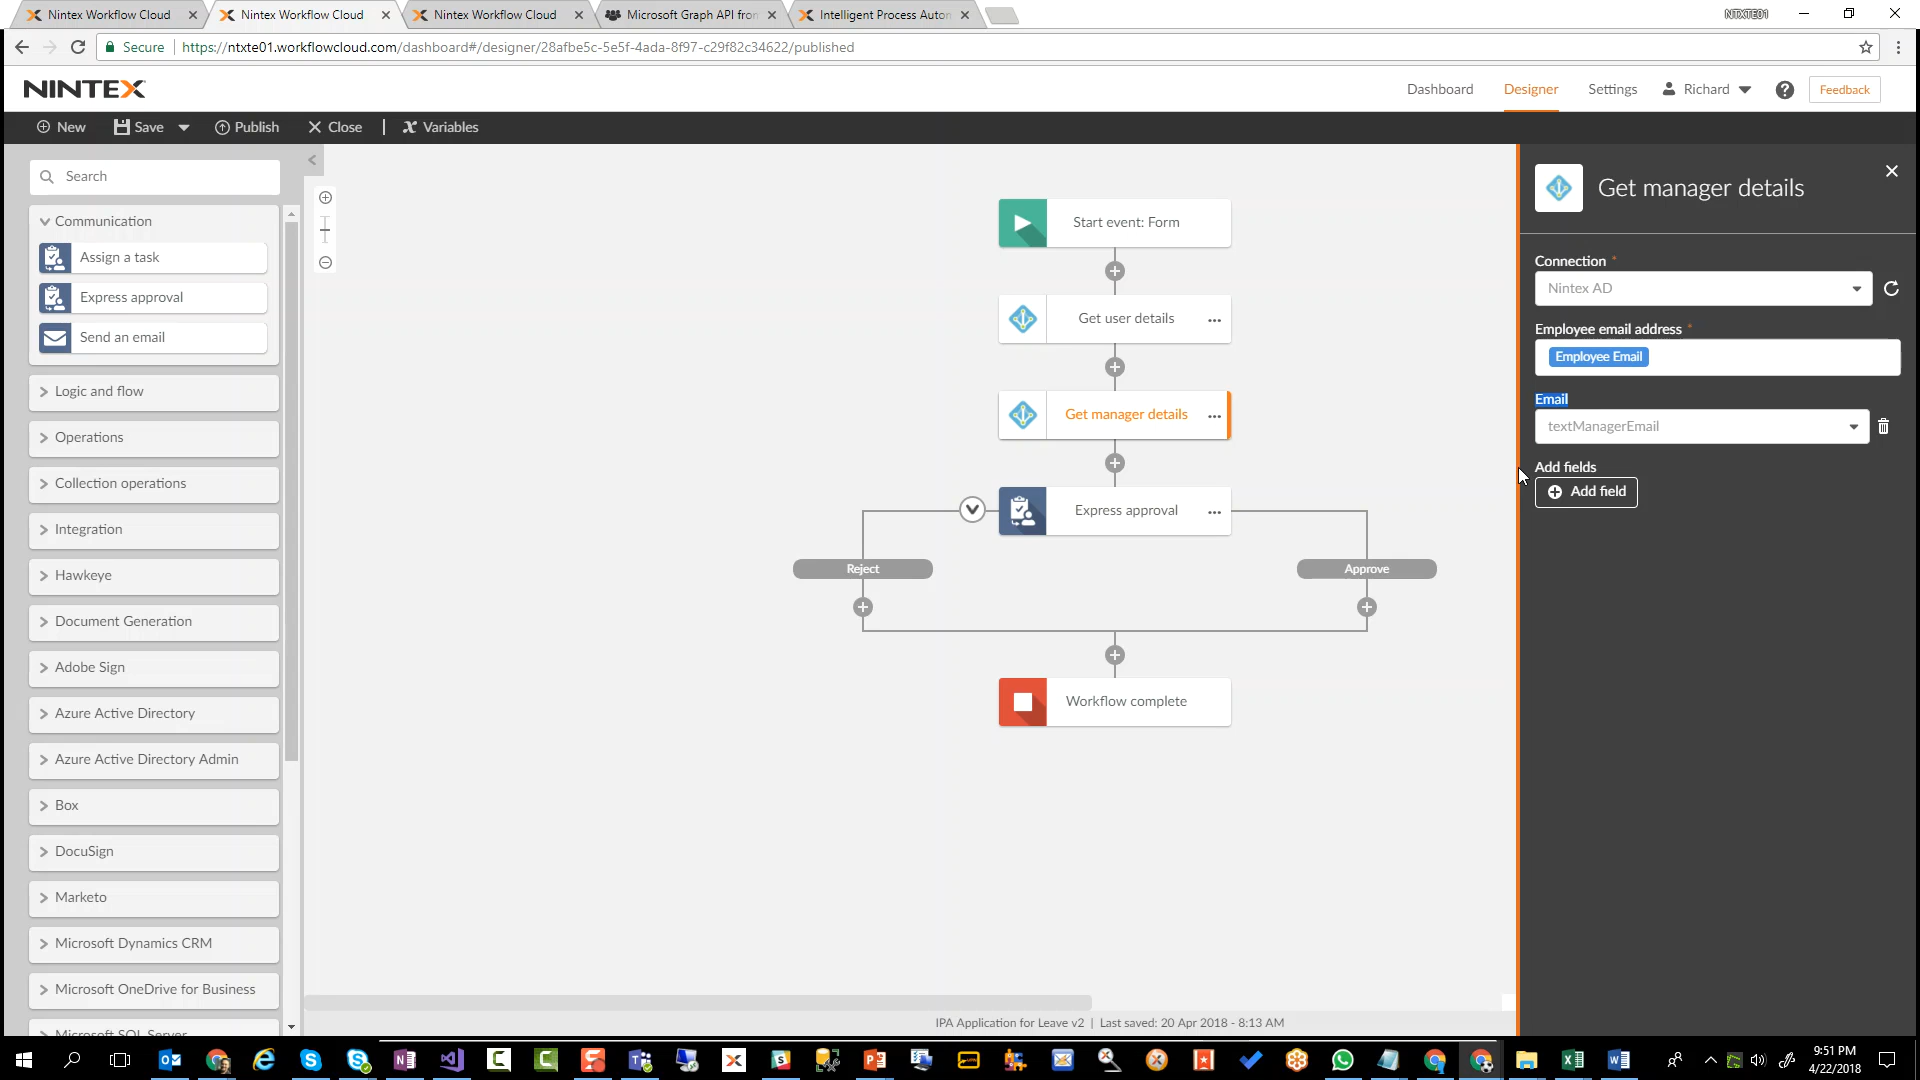 Nintex Workflow Cloud
Nintex Workflow Cloud
Nintex Workflow Cloud
Microsoft Graph API fron
Intelligent Process Auton
NTXTE01
Secure
https://ntxte01.workflowcloud.com/dashboard#/designer/28afbe5c-5e5f-4ada-8f97-c29f82c34622/published
NINTEX
Dashboard
Designer
Settings
Richard
Feedback
New
Save
Publish
Close
Variables
Search
Communication
Assign a task
Express approval
Send an email
Logic and flow
Operations
Collection operations
Integration
Hawkeye
Document Generation
Adobe Sign
Azure Active Directory
Azure Active Directory Admin
Box
DocuSign
Marketo
Microsoft Dynamics CRM
Microsoft OneDrive for Business
Microsoft SQL Server
Start event: Form
Get user details
Get manager details
Express approval
Reject
Approve
Workflow complete
IPA Application for Leave v2 | Last saved: 20 Apr 2018 - 8:13 AM
Get manager details
Connection *
Nintex AD
Employee email address *
Employee Email
Email
textManagerEmail
Add fields
Add field
9:51 PM
4/22/2018